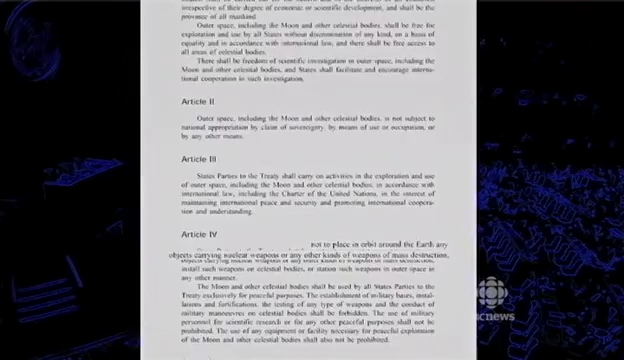 irrespective of their degree of economic or scientific development, and shall be the
province of all mankind.
Outer space, including the Moon and other celestial bodies, shall be free for
exploration and use by all States without discrimination of any kind, on a basis of
equality and in accordance with international law, and there shall be free access to
all areas of celestial bodies.
There shall be freedom of scientific investigation in outer space, including the
Moon and other celestial bodies, and States shall facilitate and encourage interna-
tional cooperation in such investigation.
Article II
Outer space, including the Moon and other celestial bodies, is not subject to
national appropriation by claim of sovereignty, by means of use or occupation, or
by any other means.
Article III
States Parties to the Treaty shall carry on activities in the exploration and use
of outer space, including the Moon and other celestial bodies, in accordance with
international law, including the Charter of the United Nations, in the interest of
maintaining international peace and security and promoting international coopera-
tion and understanding.
Article IV
not to place in orbit around the Earth any
objects carrying nuclear weapons or any other kinds of weapons of mass destruction,
install such weapons on celestial bodies, or station such weapons in outer space in
any other manner.
The Moon and other celestial bodies shall be used by all States Parties to the
Treaty exclusively for peaceful purposes. The establishment of military bases, instal-
lations and fortifications, the testing of any type of weapons and the conduct of
military manoeuvres on celestial bodies shall be forbidden. The use of military
personnel for scientific research or for any other peaceful purposes shall not be
prohibited. The use of any equipment or facility necessary for peaceful exploration
of the Moon and other celestial bodies shall also not be prohibited.
cnews